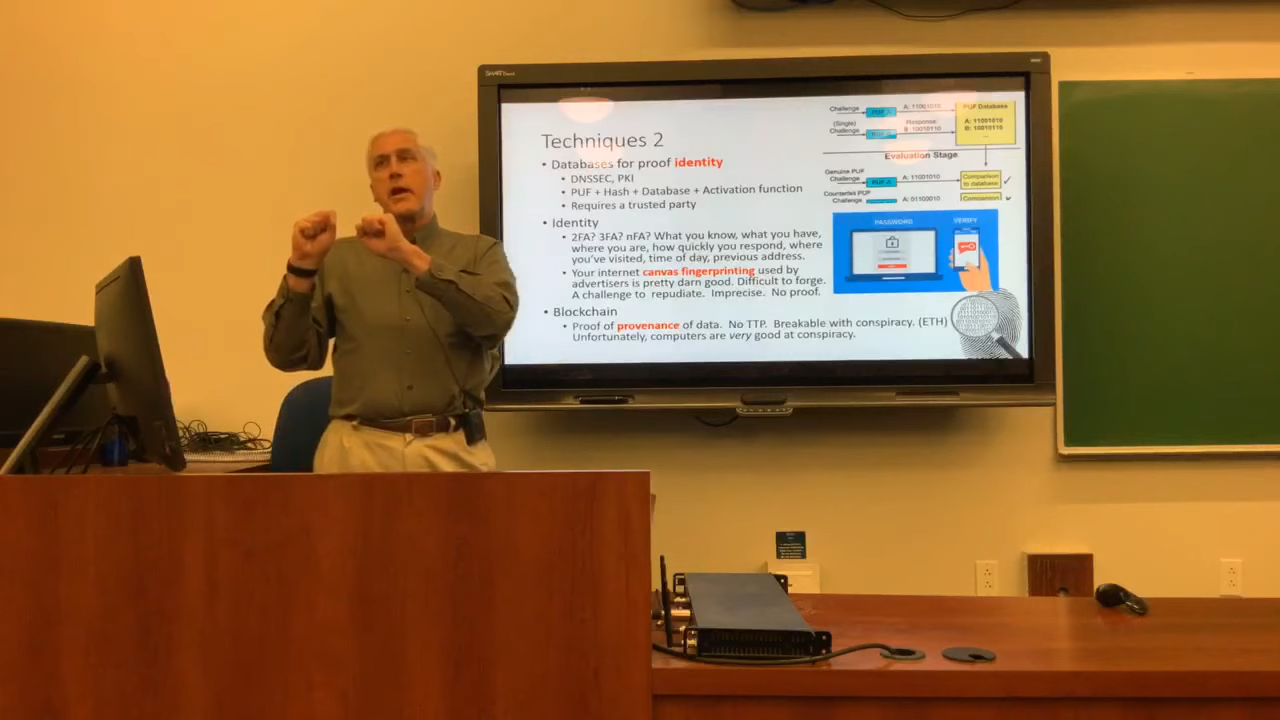 SMART Board
Techniques 2
• Databases for proof identity
• DNSSEC, PKI
• PUF + Hash + Database + Activation function
• Requires a trusted party
• Identity
• 2FA? 3FA? nFA? What you know, what you have,
where you are, how quickly you respond, where
you've visited, time of day, previous address.
• Your internet canvas fingerprinting used by
advertisers is pretty darn good. Difficult to forge.
A challenge to repudiate. Imprecise. No proof.
• Blockchain
• Proof of provenance of data. No TTP. Breakable with conspiracy. (ETH)
Unfortunately, computers are very good at conspiracy.
Challenge
A: 11001010
PUF Database
(Single)
Challenge
Response:
B: 10010110
A: 11001010
B: 10010110
...
Evaluation Stage
Genuine PUF
Challenge
PUF A
A: 11001010
Comparison
to database
Counterfeit PUF
Challenge
A: 01100010
Comparison
PASSWORD
VERIFY